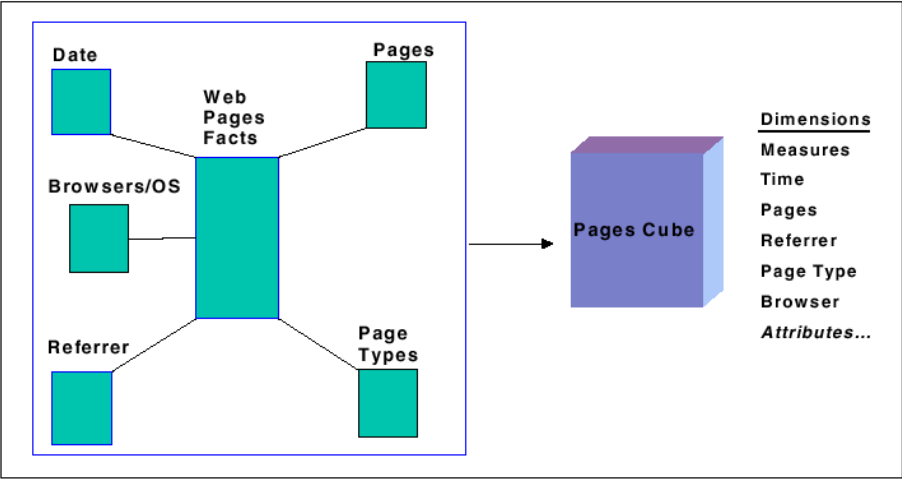 Date
Pages
Web
Pages
Facts
Browsers/OS
Referrer
Page
Types
Pages Cube
Dimensions
Measures
Time
Pages
Referrer
Page Type
Browser
Attributes...